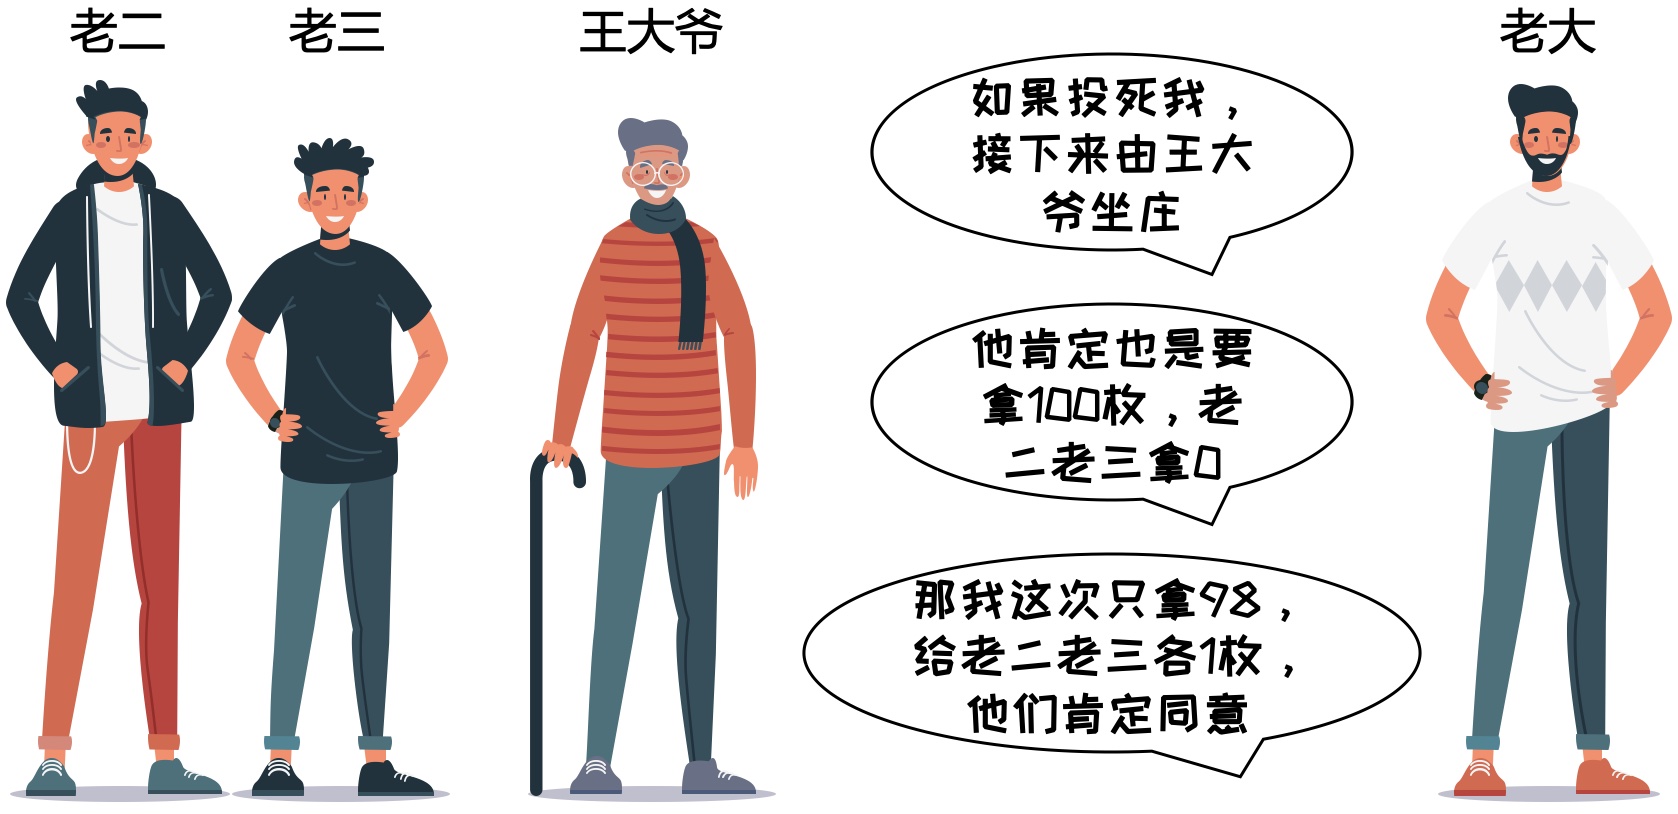 老二
老三
王大爷
老大
如果投死我，
接下来由王大
爷坐庄
他肯定也是要
拿100枚，老
二老三拿0
那我这次只拿98，
给老二老三各1枚，
他们肯定同意